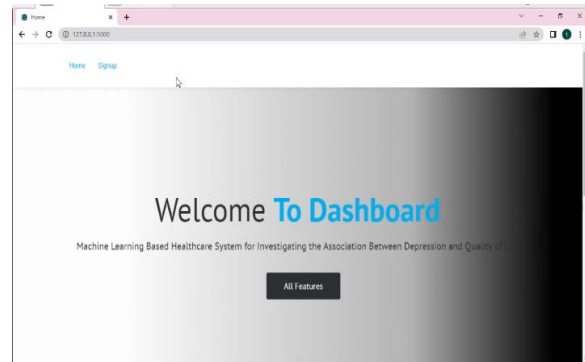 Home
127.0.0.1:5000
Home Signup
Welcome To Dashboard
Machine Learning Based Healthcare System for Investigating the Association Between Depression and Quality of
All Features